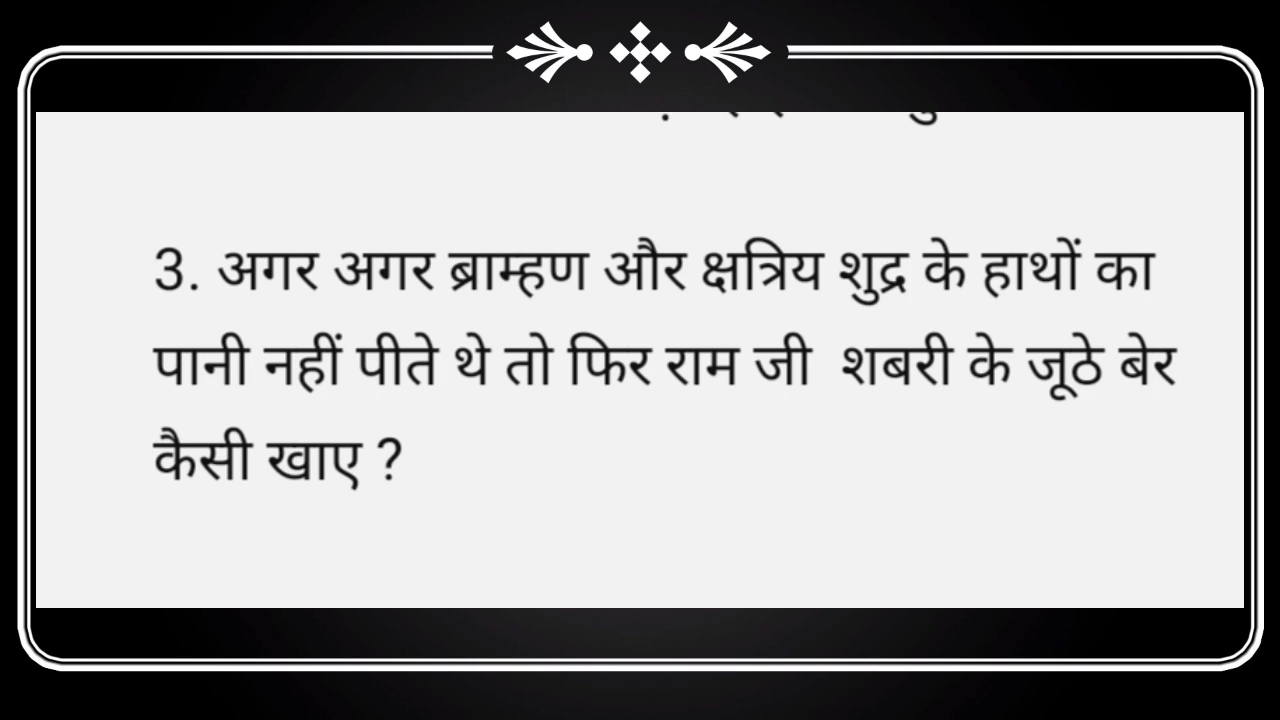 3. अगर अगर ब्राम्हण और क्षत्रिय शुद्र के हाथों का
पानी नहीं पीते थे तो फिर राम जी  शबरी के जूठे बेर
कैसी खाए ?